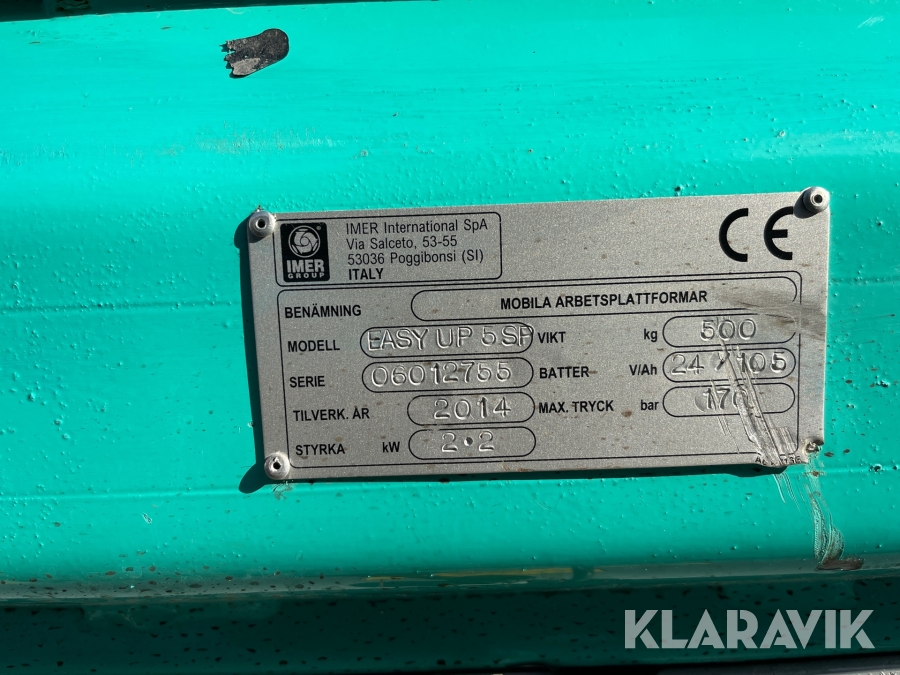 IMER
GROUP
IMER International SpA
Via Salceto, 53-55
53036 Poggibonsi (SI)
ITALY
CE
BENÄMNING MOBILA ARBETSPLATTFORMAR
MODELL EASY UP 5 SP VIKT kg 500
SERIE 06012755 BATTER V/Ah 24 / 105
TILVERK. ÅR 2014 MAX. TRYCK bar 170
STYRKA kW 2.2
KLARAVIK